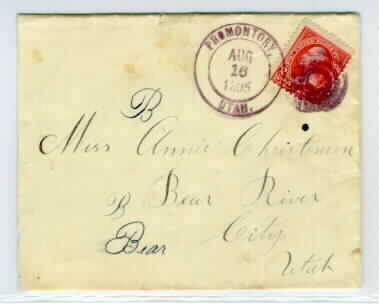 PROMONTORY,
AUG
16
UTAH.
B
Miss Annie Christensen
B Bear River
Bear City
Utah